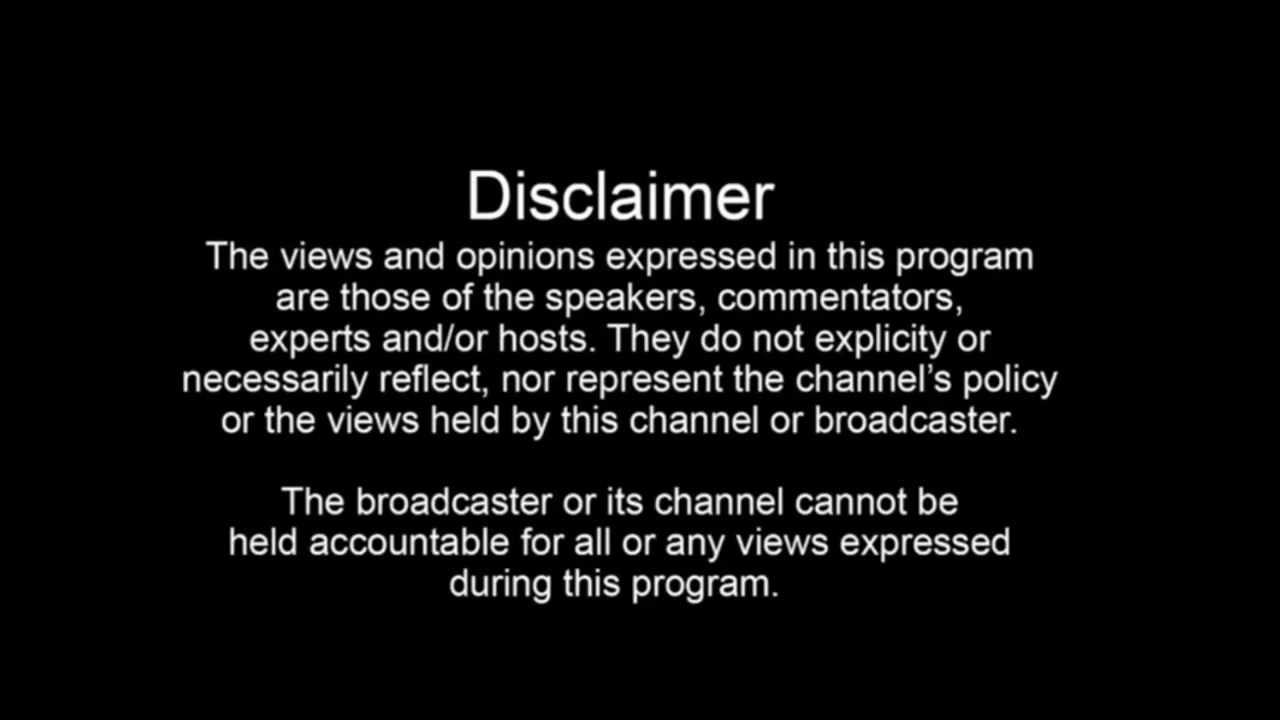 Disclaimer
The views and opinions expressed in this program
are those of the speakers, commentators,
experts and/or hosts. They do not explicity or
necessarily reflect, nor represent the channel’s policy
or the views held by this channel or broadcaster.
The broadcaster or its channel cannot be
held accountable for all or any views expressed
during this program.